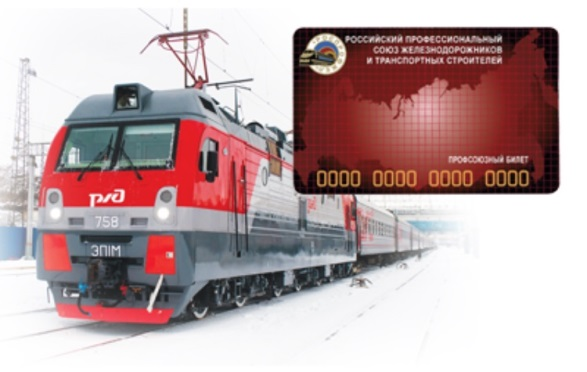 РОССИЙСКИЙ ПРОФЕССИОНАЛЬНЫЙ
СОЮЗ ЖЕЛЕЗНОДОРОЖНИКОВ
И ТРАНСПОРТНЫХ СТРОИТЕЛЕЙ
ПРОФСОЮЗНЫЙ БИЛЕТ
0000 0000 0000 0000
РЖД
758
ЭП1М